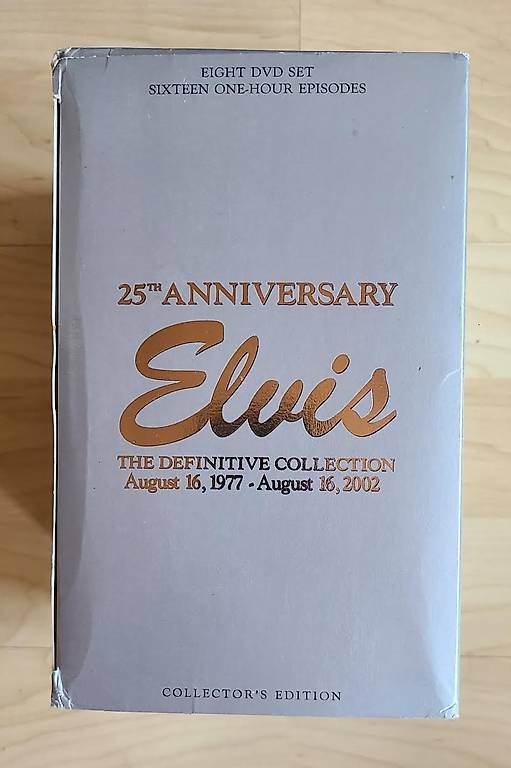 EIGHT DVD SET
SIXTEEN ONE-HOUR EPISODES
25TH ANNIVERSARY
Elvis
THE DEFINITIVE COLLECTION
August 16, 1977 - August 16, 2002
COLLECTOR'S EDITION